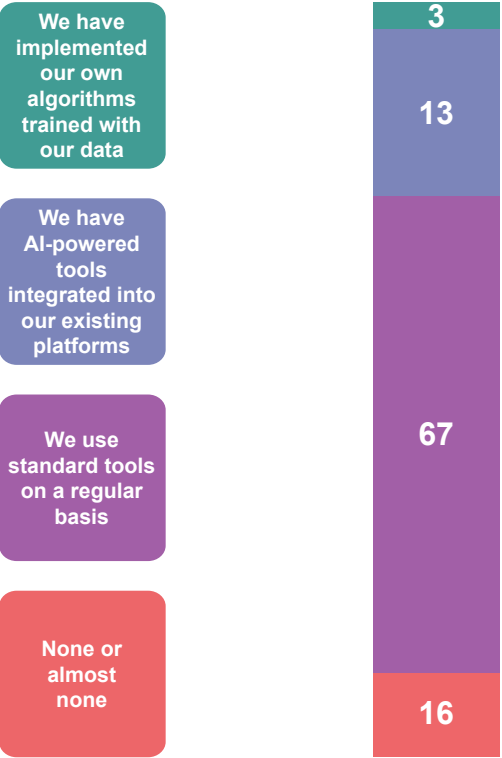 We have
implemented
our own
algorithms
trained with
our data
3
13
We have
AI-powered
tools
integrated into
our existing
platforms
We use
standard tools
on a regular
basis
67
None or
almost
none
16